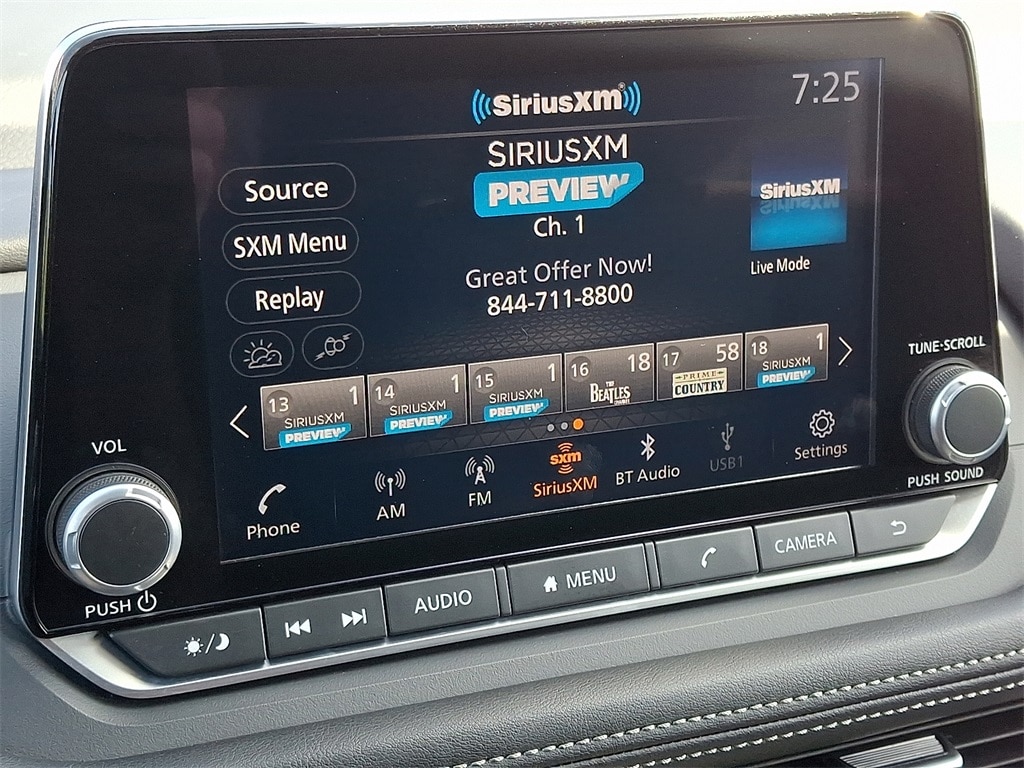 SiriusXM
7:25
SIRIUSXM
PREVIEW
Ch. 1
Great Offer Now!
844-711-8800
Source
SXM Menu
Replay
SiriusXM
Live Mode
13 1
SIRIUSXM
PREVIEW
14 1
SIRIUSXM
PREVIEW
15 1
SIRIUSXM
PREVIEW
16 18
THE
BEATLES
CHANNEL
17 58
PRIME
COUNTRY
18 1
SIRIUSXM
PREVIEW
Phone
AM
FM
sxm
SiriusXM
BT Audio
USB1
Settings
VOL
PUSH
TUNE·SCROLL
PUSH SOUND
AUDIO
MENU
CAMERA